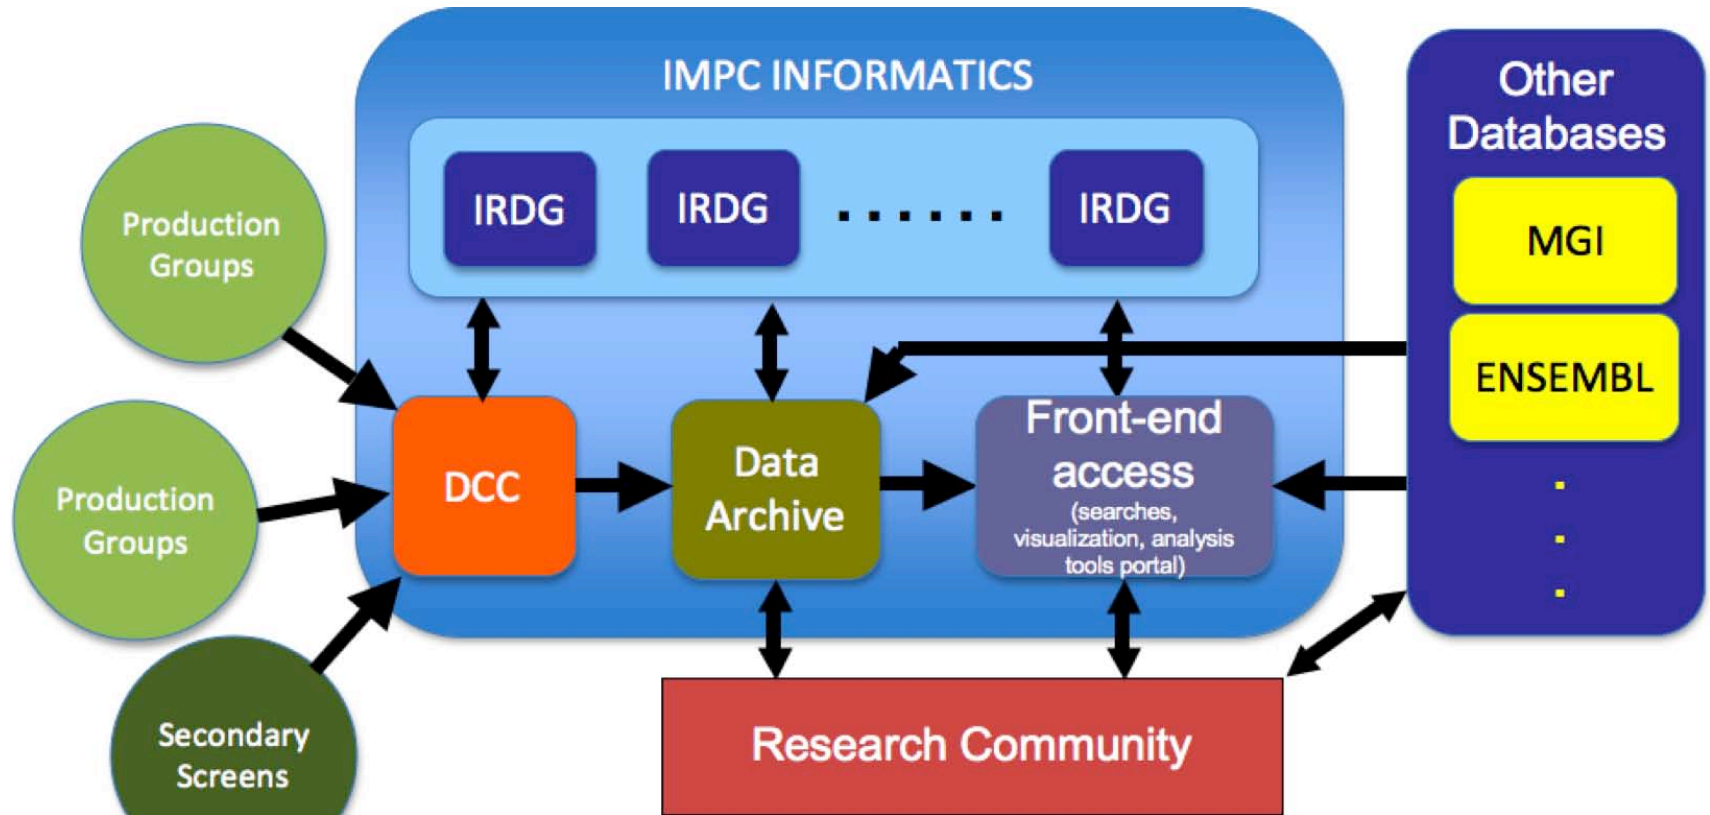 IMPC INFORMATICS
IRDG
IRDG
......
IRDG
Production
Groups
Production
Groups
Secondary
Screens
DCC
Data
Archive
Front-end
access
(searches,
visualization, analysis
tools portal)
Other
Databases
MGI
ENSEMBL
.
.
.
Research Community